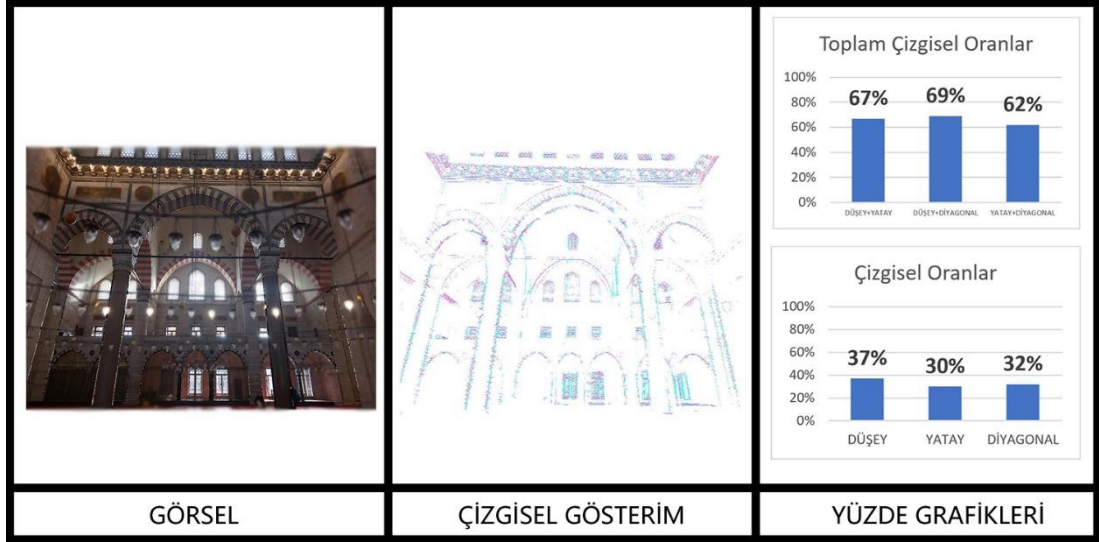 Toplam Çizgisel Oranlar
100%
80%
60%
40%
20%
0%
67%
69%
62%
DÜŞEY+YATAY
DÜŞEY+DİYAGONAL
YATAY+DİYAGONAL
Çizgisel Oranlar
100%
80%
60%
40%
20%
0%
37%
30%
32%
DÜŞEY
YATAY
DİYAGONAL
GÖRSEL
ÇİZGİSEL GÖSTERİM
YÜZDE GRAFİKLERİ